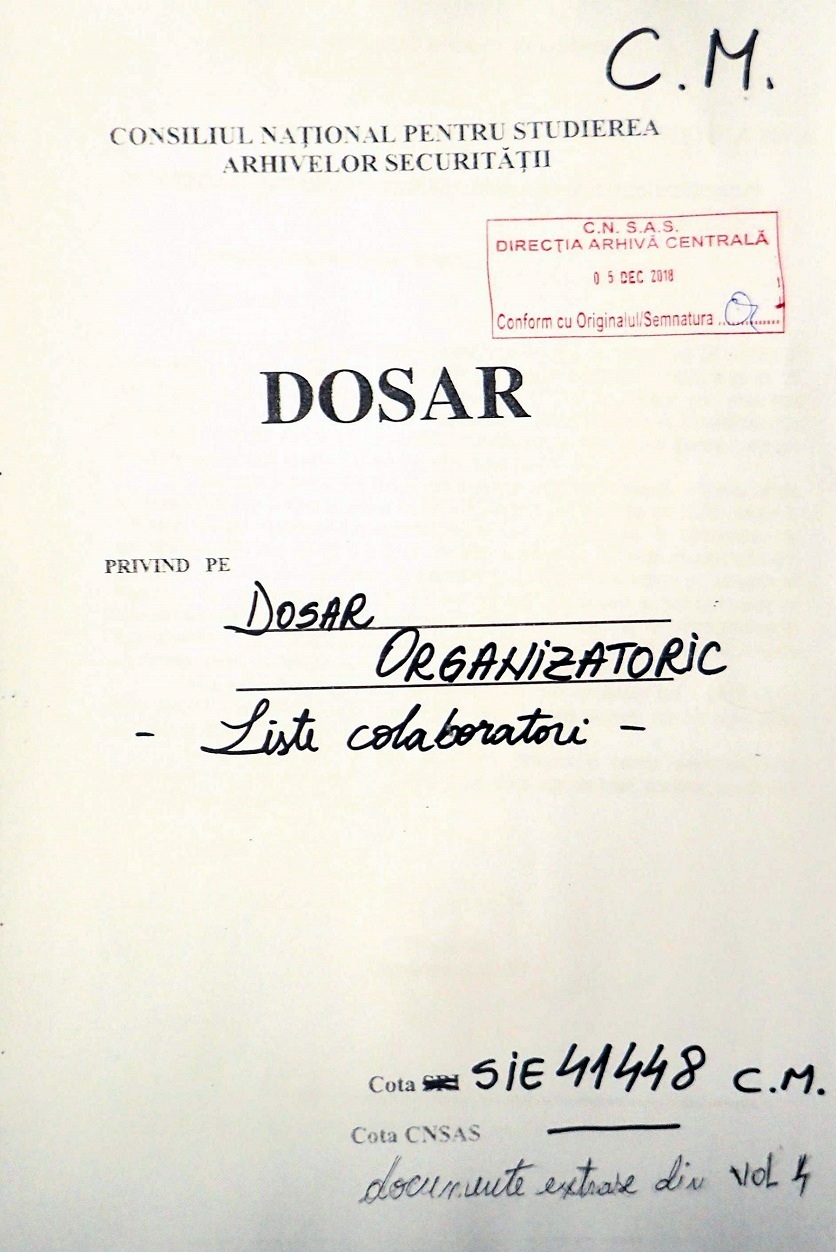 C.M.
CONSILIUL NAȚIONAL PENTRU STUDIEREA
ARHIVELOR SECURITĂȚII
C.N. S.A.S.
DIRECȚIA ARHIVĂ CENTRALĂ
0 5 DEC 2018
Conform cu Originalul/Semnatura ..............
DOSAR
PRIVIND PE
DOSAR
ORGANIZATORIC
- Liste colaboratori -
Cota SRI SIE 41448 C.M.
Cota CNSAS
documente extrase din VOL 4